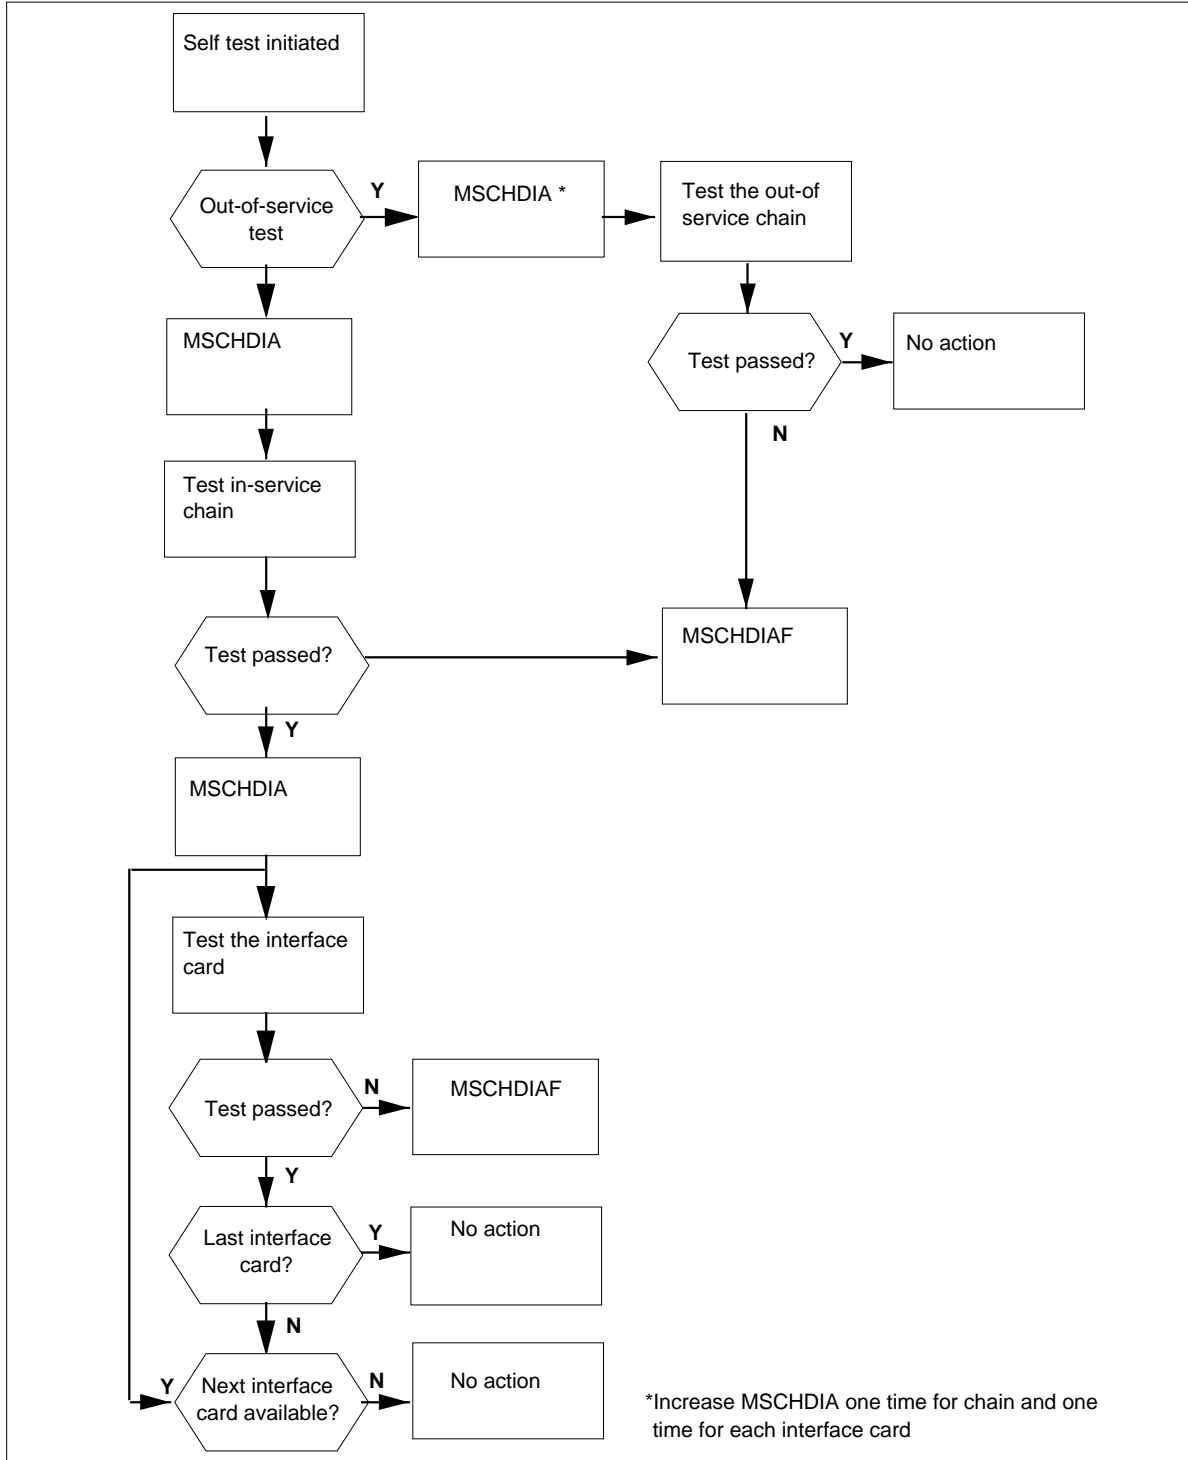 Self test initiated
Out-of-service
test
Y
MSCHDIA *
Test the out-of
service chain
MSCHDIA
Test passed?
Y
No action
N
Test in-service
chain
Test passed?
MSCHDIAF
Y
MSCHDIA
Test the interface
card
Test passed?
N
MSCHDIAF
Y
Last interface
card?
Y
No action
N
Y
Next interface
card available?
N
No action
*Increase MSCHDIA one time for chain and one
time for each interface card